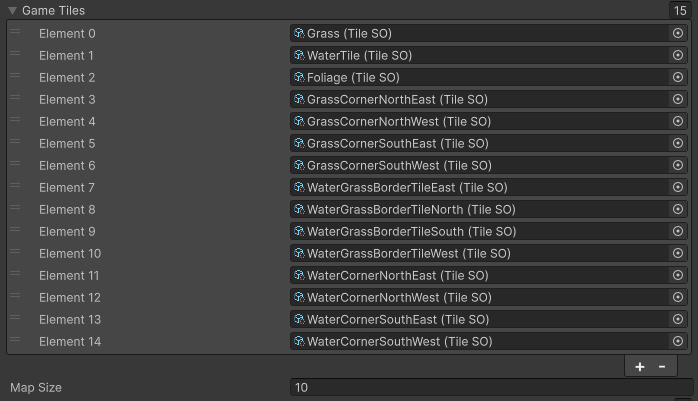 Game Tiles 15
Element 0 Grass (Tile SO)
Element 1 WaterTile (Tile SO)
Element 2 Foliage (Tile SO)
Element 3 GrassCornerNorthEast (Tile SO)
Element 4 GrassCornerNorthWest (Tile SO)
Element 5 GrassCornerSouthEast (Tile SO)
Element 6 GrassCornerSouthWest (Tile SO)
Element 7 WaterGrassBorderTileEast (Tile SO)
Element 8 WaterGrassBorderTileNorth (Tile SO)
Element 9 WaterGrassBorderTileSouth (Tile SO)
Element 10 WaterGrassBorderTileWest (Tile SO)
Element 11 WaterCornerNorthEast (Tile SO)
Element 12 WaterCornerNorthWest (Tile SO)
Element 13 WaterCornerSouthEast (Tile SO)
Element 14 WaterCornerSouthWest (Tile SO)
+ -
Map Size 10